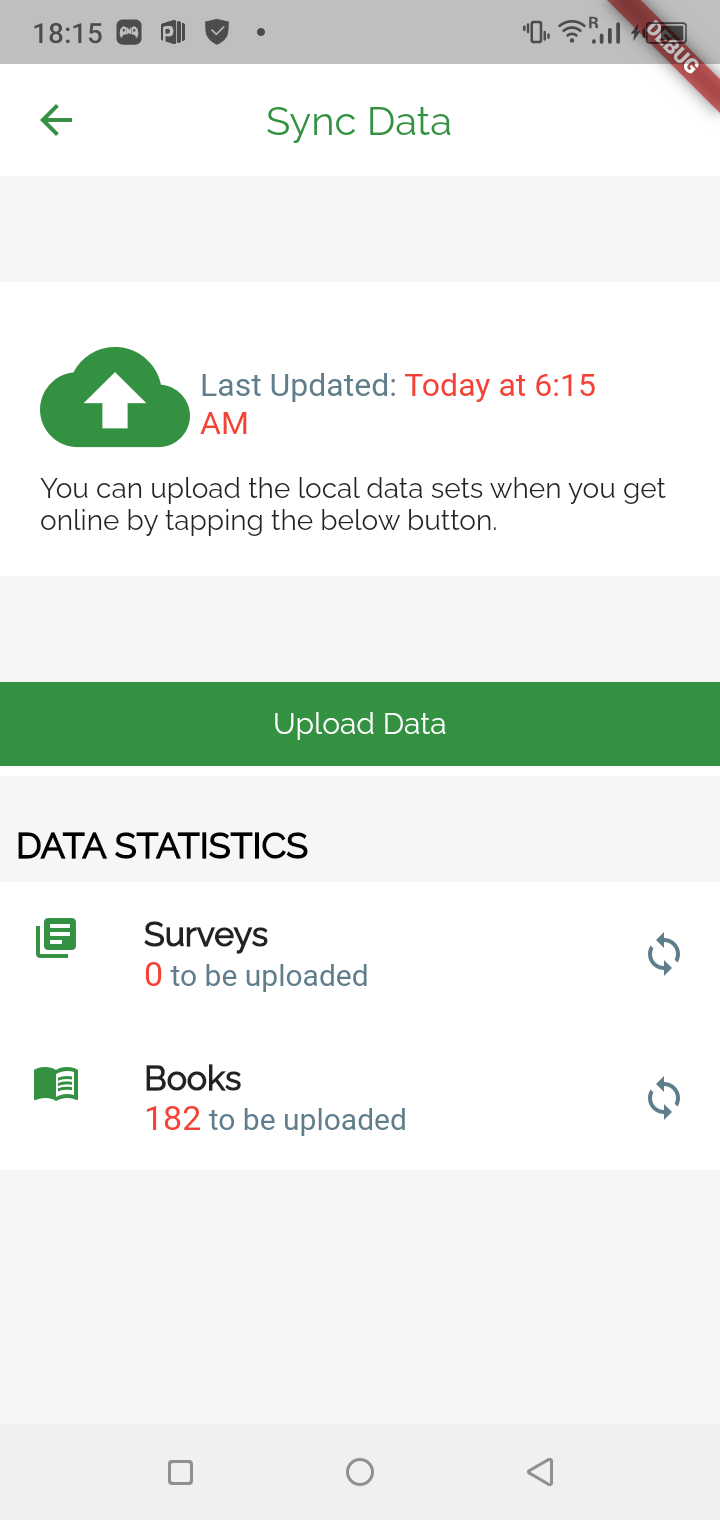 18:15
R
DEBUG
Sync Data
Last Updated: Today at 6:15
AM
You can upload the local data sets when you get
online by tapping the below button.
Upload Data
DATA STATISTICS
Surveys
0 to be uploaded
Books
182 to be uploaded